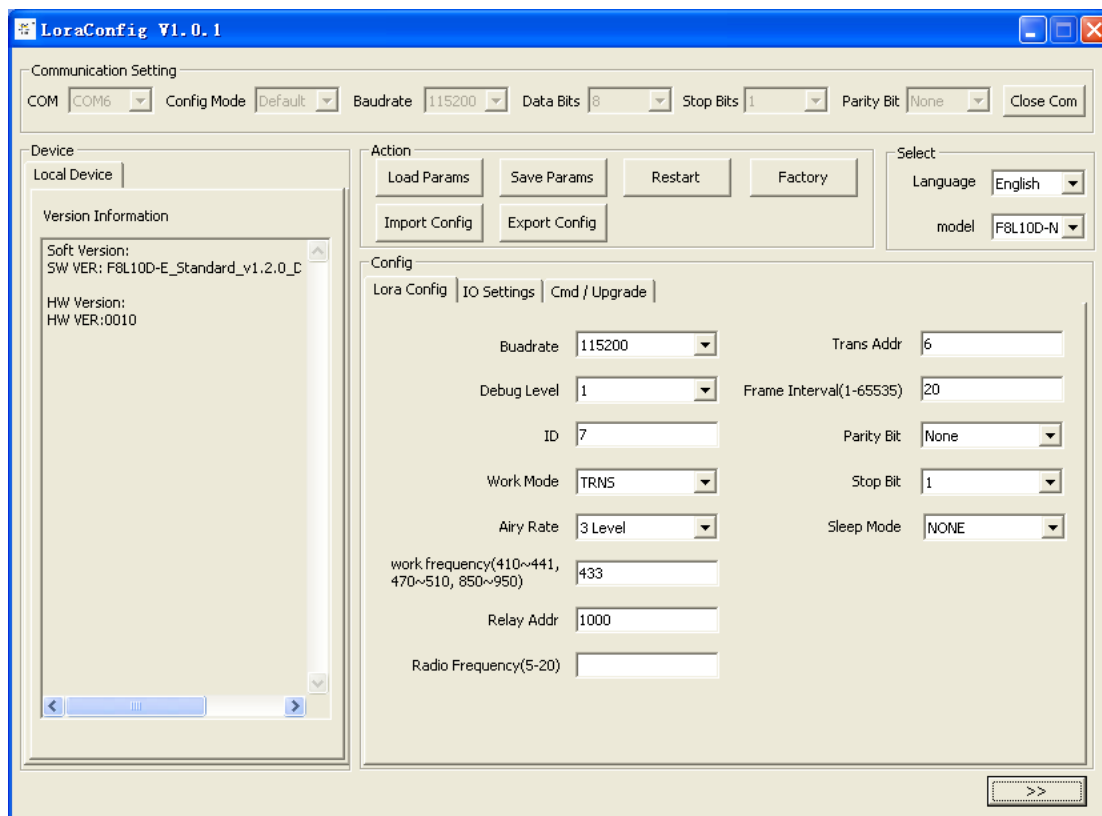 LoraConfig V1.0.1
Communication Setting
COM COM6 Config Mode Default Baudrate 115200 Data Bits 8 Stop Bits 1 Parity Bit None Close Com
Device
Local Device
Version Information
Soft Version:
SW VER: F8L10D-E_Standard_v1.2.0_D
HW Version:
HW VER:0010
Action
Load Params Save Params Restart Factory
Import Config Export Config
Select
Language English
model F8L10D-N
Config
Lora Config IO Settings Cmd / Upgrade
Buadrate 115200 Trans Addr 6
Debug Level 1 Frame Interval(1-65535) 20
ID 7 Parity Bit None
Work Mode TRNS Stop Bit 1
Airy Rate 3 Level Sleep Mode NONE
work frequency(410~441,
470~510, 850~950) 433
Relay Addr 1000
Radio Frequency(5-20)
>>